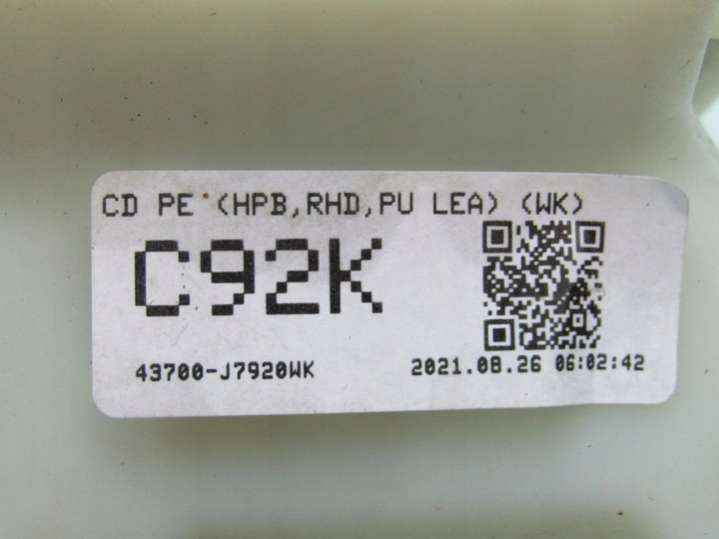 CD PE (HPB,RHD,PU LEA) (WK)
C92K
43700-J7920WK
2021.08.26 06:02:42